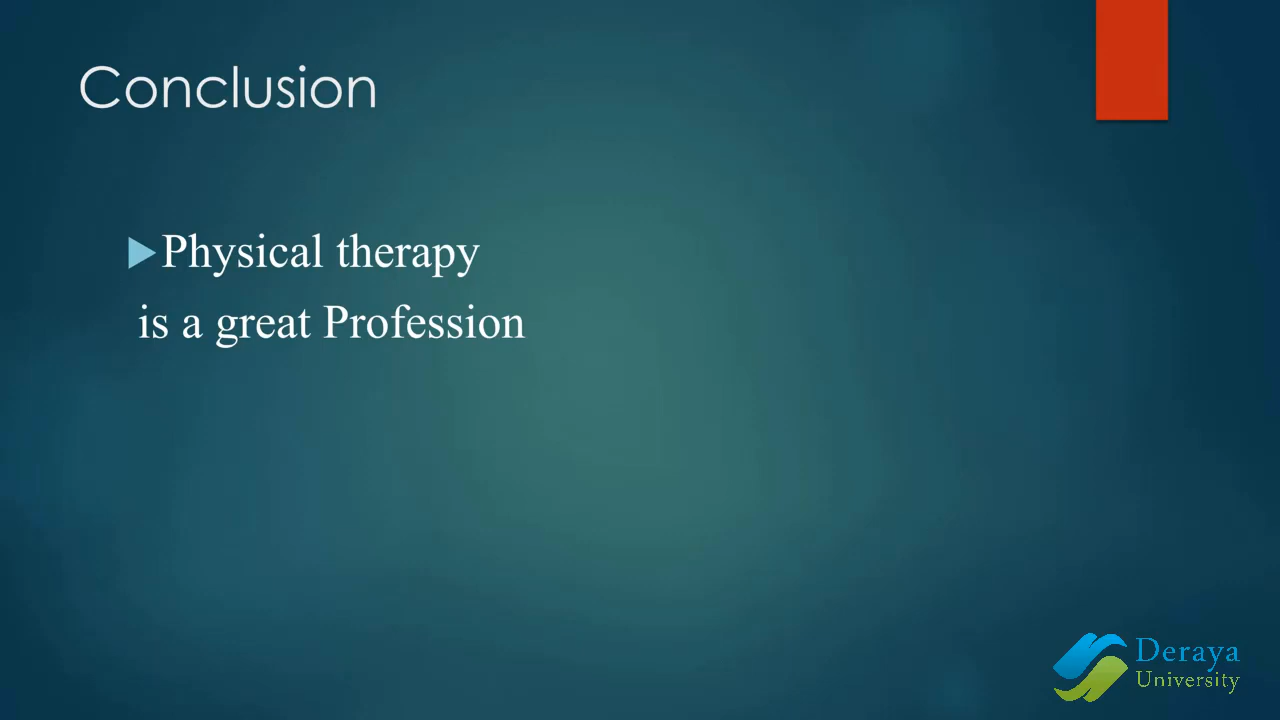 Conclusion
Physical therapy
is a great Profession
Deraya
University